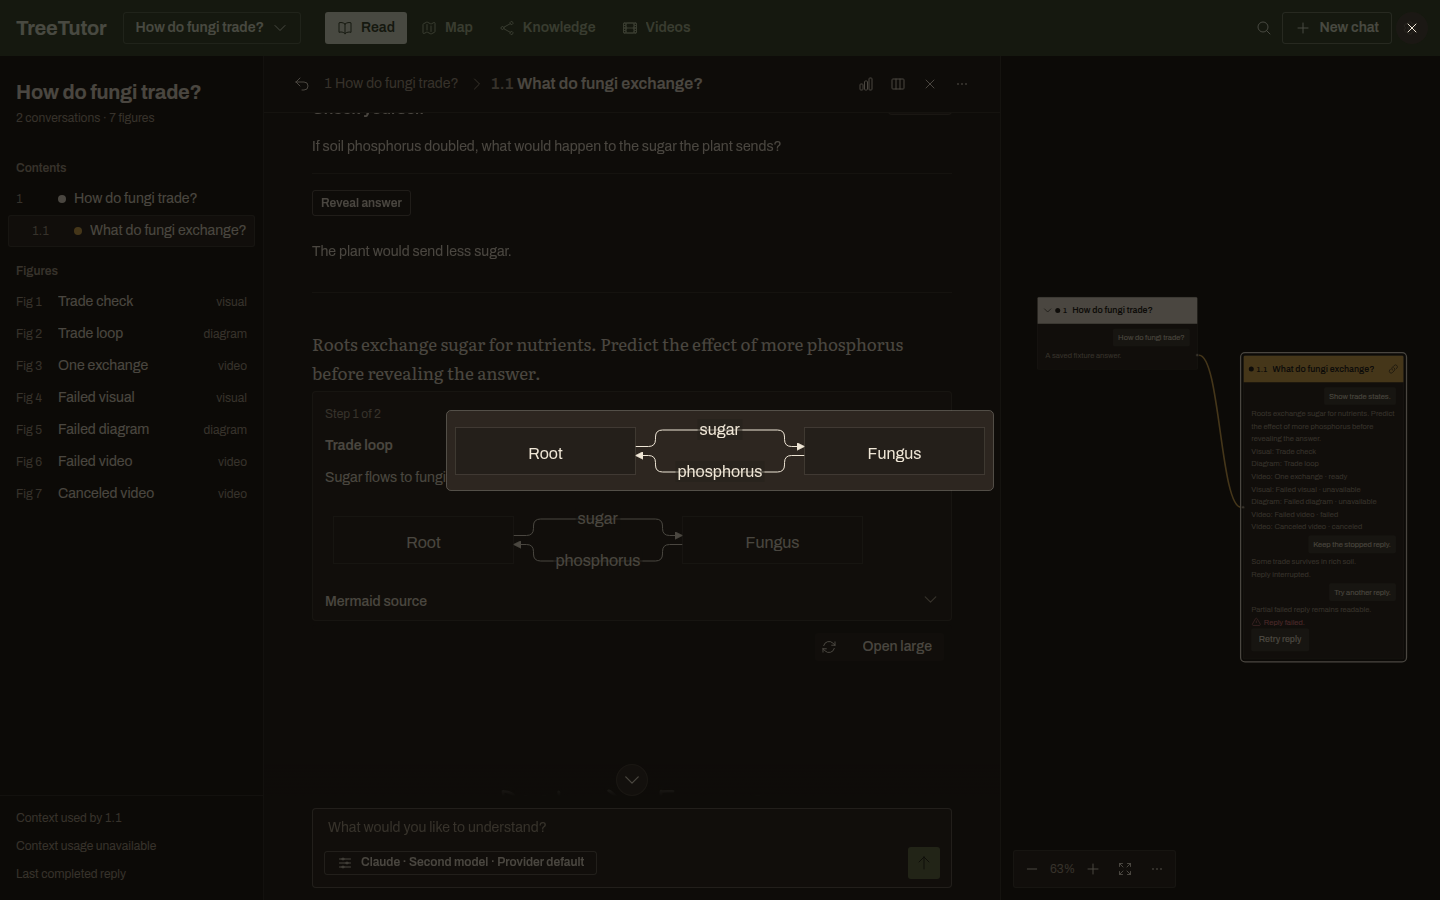 TreeTutor
How do fungi trade?
Read
Map
Knowledge
Videos
New chat
How do fungi trade?
2 conversations · 7 figures
Contents
1 How do fungi trade?
1.1 What do fungi exchange?
Figures
Fig 1 Trade check visual
Fig 2 Trade loop diagram
Fig 3 One exchange video
Fig 4 Failed visual visual
Fig 5 Failed diagram diagram
Fig 6 Failed video video
Fig 7 Canceled video video
Context used by 1.1
Context usage unavailable
Last completed reply
1 How do fungi trade?
1.1 What do fungi exchange?
If soil phosphorus doubled, what would happen to the sugar the plant sends?
Reveal answer
The plant would send less sugar.
Roots exchange sugar for nutrients. Predict the effect of more phosphorus
before revealing the answer.
Step 1 of 2
Trade loop
Sugar flows to fungi
Root
sugar
phosphorus
Fungus
Root
sugar
phosphorus
Fungus
Mermaid source
Open large
What would you like to understand?
Claude · Second model · Provider default
1 How do fungi trade?
How do fungi trade?
A saved fixture answer.
1.1 What do fungi exchange?
Show trade states.
Roots exchange sugar for nutrients. Predict
the effect of more phosphorus before
revealing the answer.
Visual: Trade check
Diagram: Trade loop
Video: One exchange · ready
Visual: Failed visual · unavailable
Diagram: Failed diagram · unavailable
Video: Failed video · failed
Video: Canceled video · canceled
Keep the stopped reply.
Some trade survives in rich soil.
Reply interrupted.
Try another reply.
Partial failed reply remains readable.
Reply failed.
Retry reply
63%